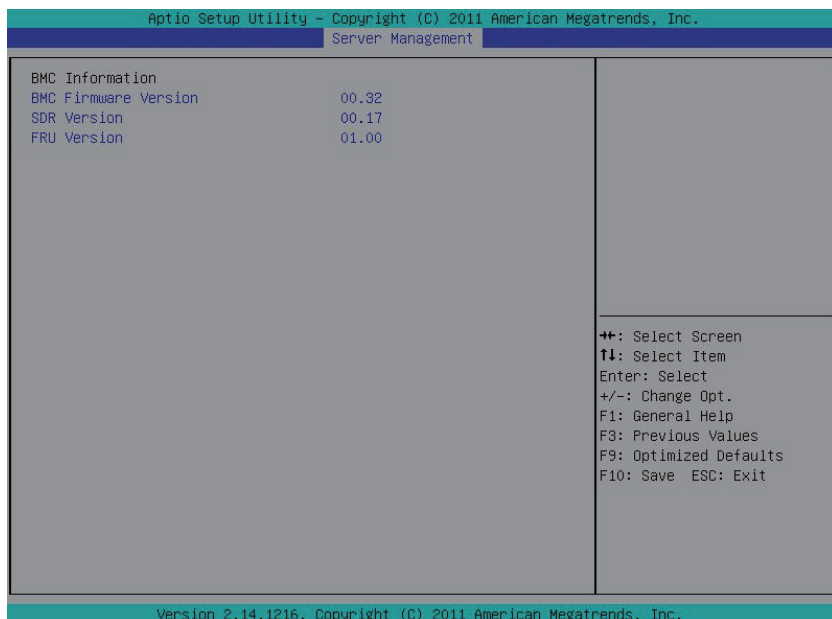 Aptio Setup Utility – Copyright (C) 2011 American Megatrends, Inc.
Server Management
BMC Information
BMC Firmware Version 00.32
SDR Version 00.17
FRU Version 01.00
→←: Select Screen
↑↓: Select Item
Enter: Select
+/-: Change Opt.
F1: General Help
F3: Previous Values
F9: Optimized Defaults
F10: Save ESC: Exit
Version 2.14.1216. Copyright (C) 2011 American Megatrends, Inc.